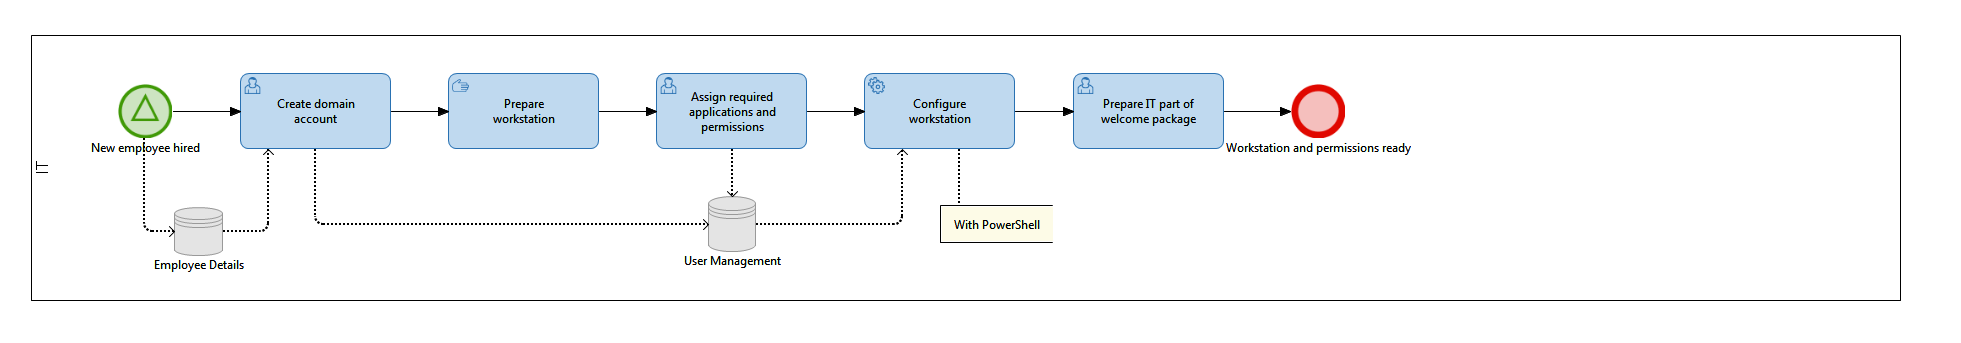 IT
New employee hired
Create domain
account
Prepare
workstation
Assign required
applications and
permissions
Configure
workstation
Prepare IT part of
welcome package
Workstation and permissions ready
Employee Details
User Management
With PowerShell